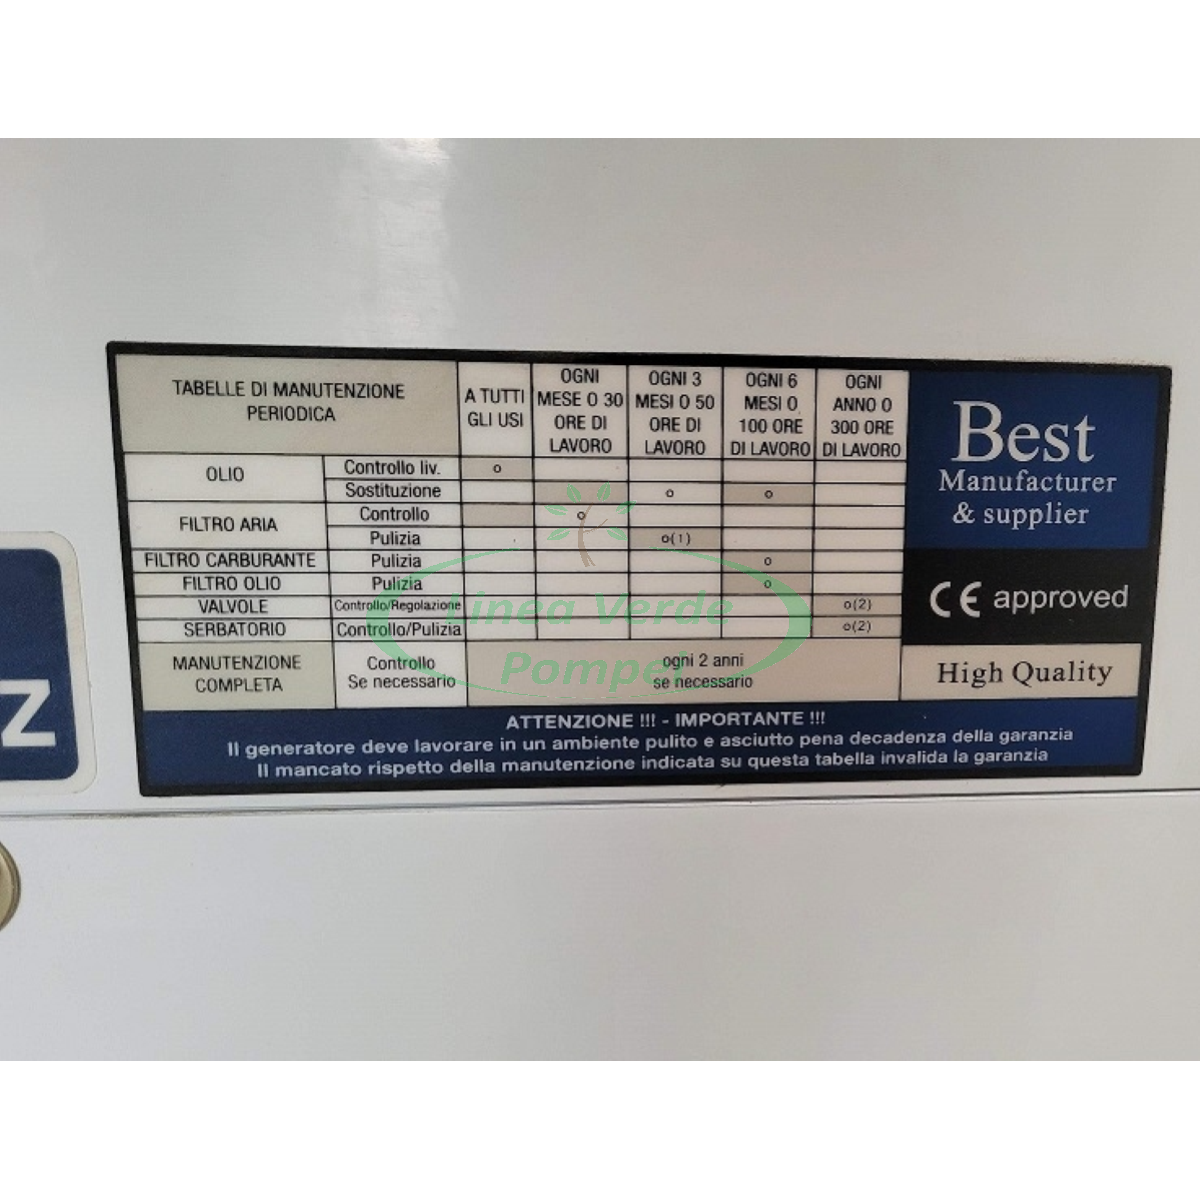 TABELLE DI MANUTENZIONE
PERIODICA
A TUTTI
GLI USI
OGNI
MESE O 30
ORE DI
LAVORO
OGNI 3
MESI O 50
ORE DI
LAVORO
OGNI 6
MESI O
100 ORE
DI LAVORO
OGNI
ANNO O
300 ORE
DI LAVORO
OLIO
Controllo liv.
o
Sostituzione
o
o
FILTRO ARIA
Controllo
o
Pulizia
o(1)
FILTRO CARBURANTE
Pulizia
o
FILTRO OLIO
Pulizia
o
VALVOLE
Controllo/Regolazione
o(2)
SERBATORIO
Controllo/Pulizia
o(2)
MANUTENZIONE
COMPLETA
Controllo
Se necessario
ogni 2 anni
se necessario
Best
Manufacturer
& supplier
CE approved
High Quality
ATTENZIONE !!! - IMPORTANTE !!!
Il generatore deve lavorare in un ambiente pulito e asciutto pena decadenza della garanzia
Il mancato rispetto della manutenzione indicata su questa tabella invalida la garanzia
Z
Linea Verde
Pompei